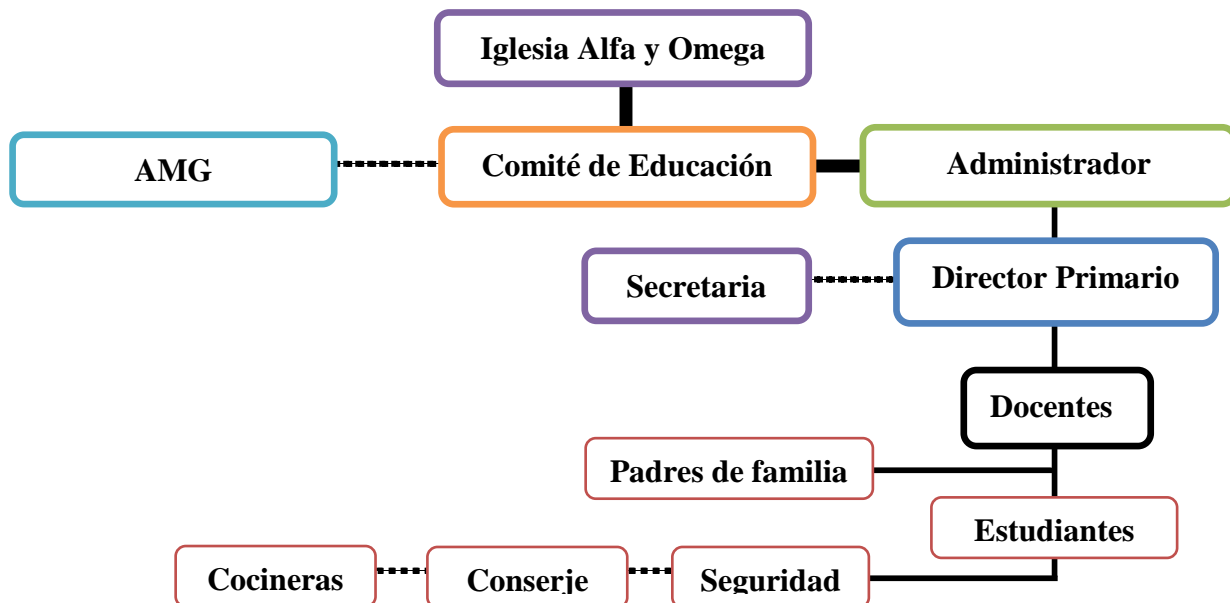 Iglesia Alfa y Omega
AMG
Comité de Educación
Administrador
Secretaria
Director Primario
Docentes
Padres de familia
Estudiantes
Cocineras
Conserje
Seguridad